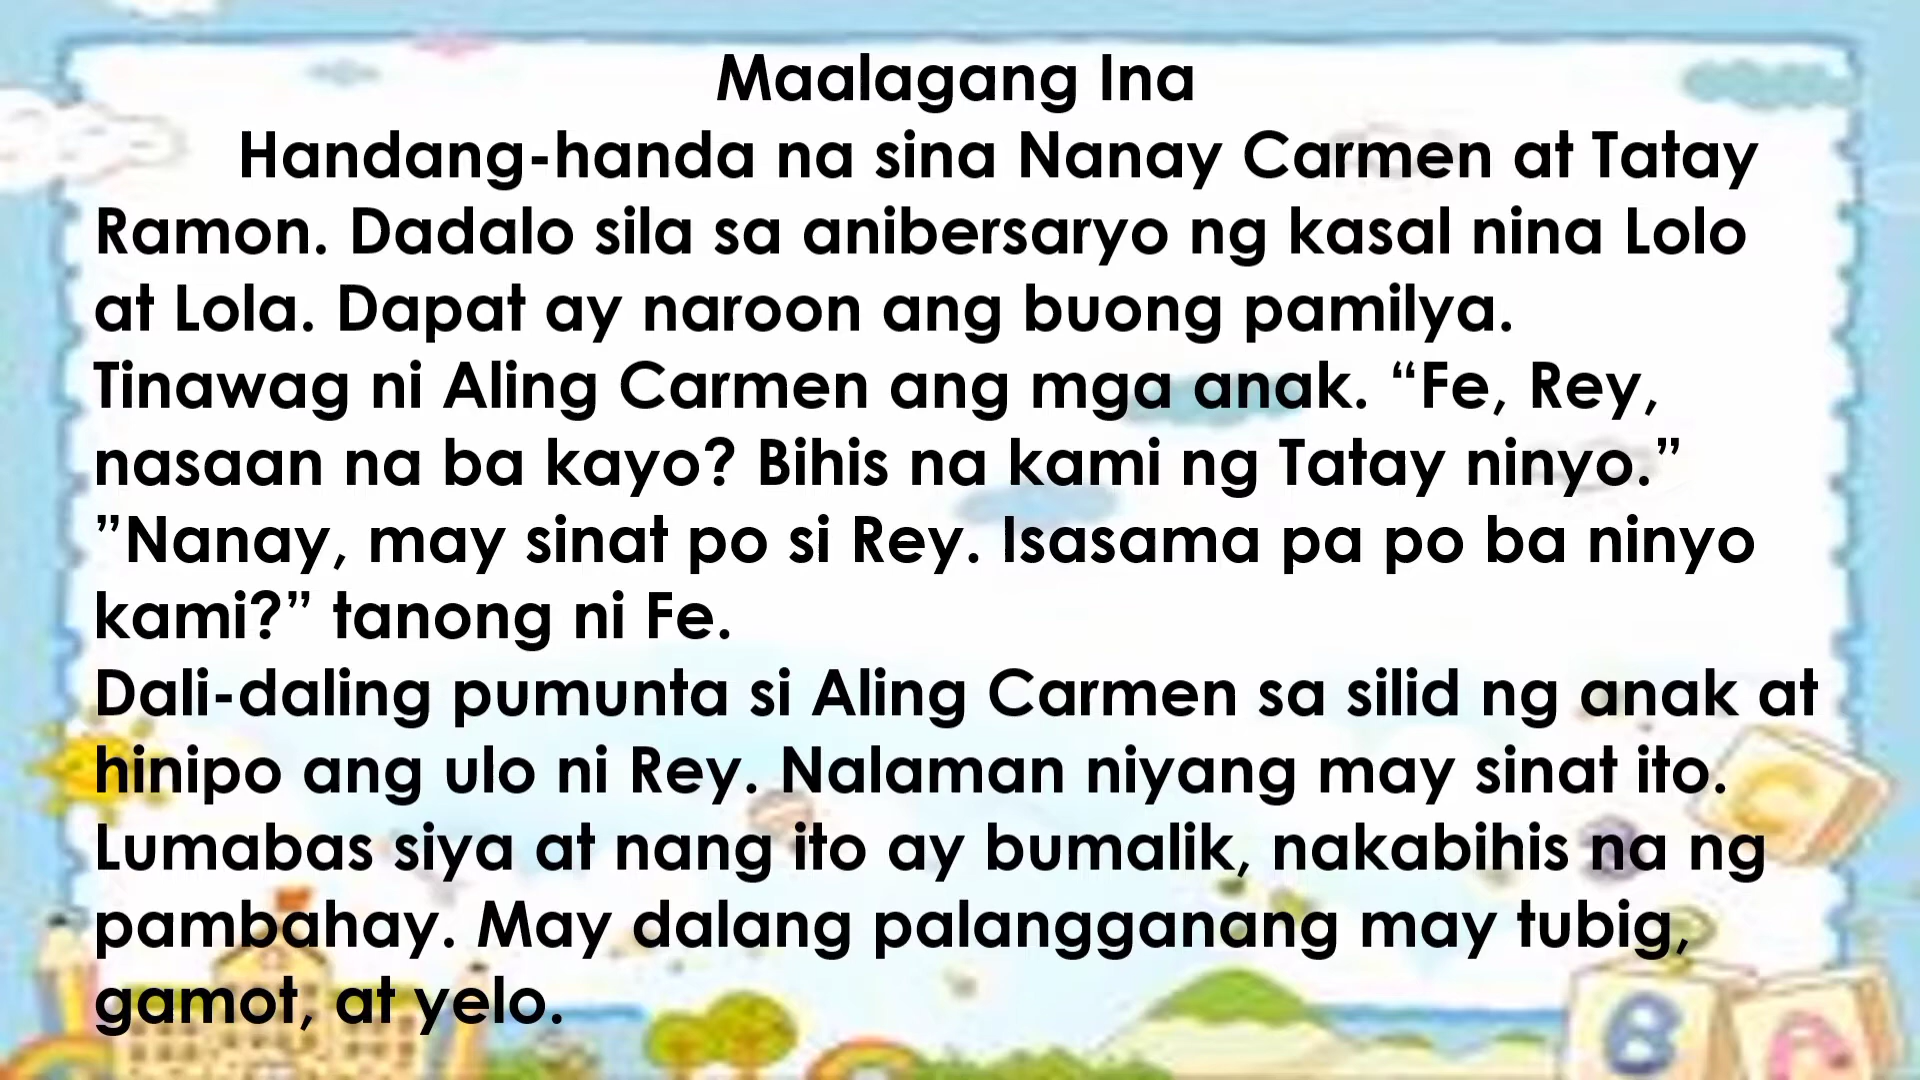 Maalagang Ina
Handang-handa na sina Nanay Carmen at Tatay
Ramon. Dadalo sila sa anibersaryo ng kasal nina Lolo
at Lola. Dapat ay naroon ang buong pamilya.
Tinawag ni Aling Carmen ang mga anak. “Fe, Rey,
nasaan na ba kayo? Bihis na kami ng Tatay ninyo.”
”Nanay, may sinat po si Rey. Isasama pa po ba ninyo
kami?” tanong ni Fe.
Dali-daling pumunta si Aling Carmen sa silid ng anak at
hinipo ang ulo ni Rey. Nalaman niyang may sinat ito.
Lumabas siya at nang ito ay bumalik, nakabihis na ng
pambahay. May dalang palangganang may tubig,
gamot, at yelo.
C
B
A